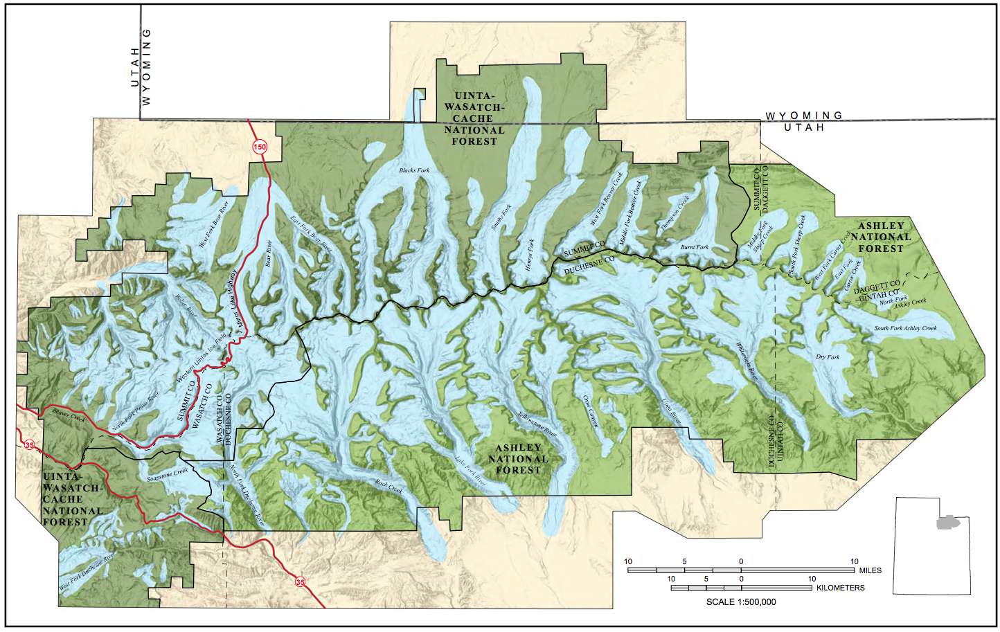 UTAH
WYOMING
WYOMING
UTAH
150
UINTA-
WASATCH-
CACHE
NATIONAL
FOREST
Blacks Fork
SUMMIT CO
DAGGETT CO
West Fork Bear River
East Fork Bear River
Bear River
Smiths Fork
Henrys Fork
West Fork Beaver Creek
Middle Fork Beaver Creek
Thompson Creek
Burnt Fork
Middle Fork
Sheep Creek
South Fork Sheep Creek
West Fork Carter Creek
East Fork
Carter Creek
ASHLEY
NATIONAL
FOREST
SUMMIT CO
DUCHESNE CO
DAGGETT CO
UINTAH CO
North Fork
Ashley Creek
South Fork Ashley Creek
Dry Fork
Weber River
Mirror Lake Highway
Western Uintas Ice Field
SUMMIT CO
WASATCH CO
WASATCH CO
DUCHESNE CO
North Fork Provo River
Beaver Creek
35
Whiterocks River
Uinta River
Crow Canyon
Yellowstone River
DUCHESNE CO
UINTAH CO
ASHLEY
NATIONAL
FOREST
Lake Fork River
Rock Creek
North Fork Duchesne River
Soapstone Creek
UINTA-
WASATCH-
CACHE
NATIONAL
FOREST
West Fork Duchesne River
35
10 5 0 10 MILES
10 5 0 10 KILOMETERS
SCALE 1:500,000